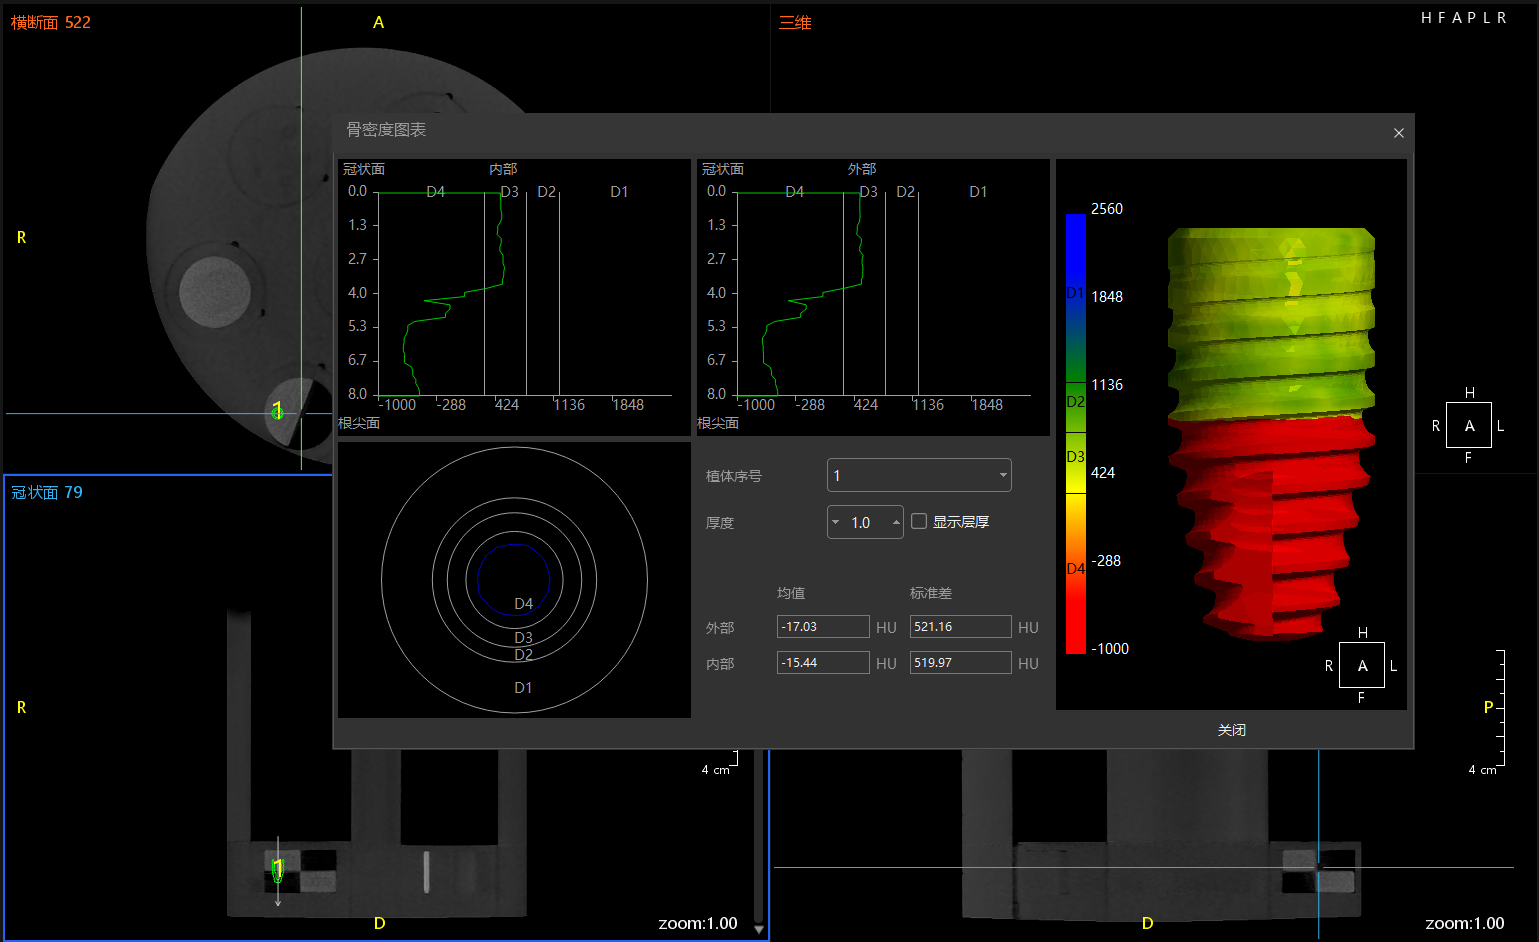 横断面 522
A
三维
H F A P L R
R
骨密度图表
×
冠状面 内部
0.0 D4 D3 D2 D1
1.3
2.7
4.0
5.3
6.7
8.0
-1000 -288 424 1136 1848
根尖面
冠状面 外部
0.0 D4 D3 D2 D1
1.3
2.7
4.0
5.3
6.7
8.0
-1000 -288 424 1136 1848
根尖面
2560
D1 1848
1136
D2
D3
424
-288
D4
-1000
H
R A L
F
H
R A L
F
1
D4
D3
D2
D1
植体序号 1
厚度 1.0 显示层厚
均值 标准差
外部 -17.03 HU 521.16 HU
内部 -15.44 HU 519.97 HU
关闭
冠状面 79
R
4 cm
1
D
zoom:1.00
P
4 cm
D
zoom:1.00